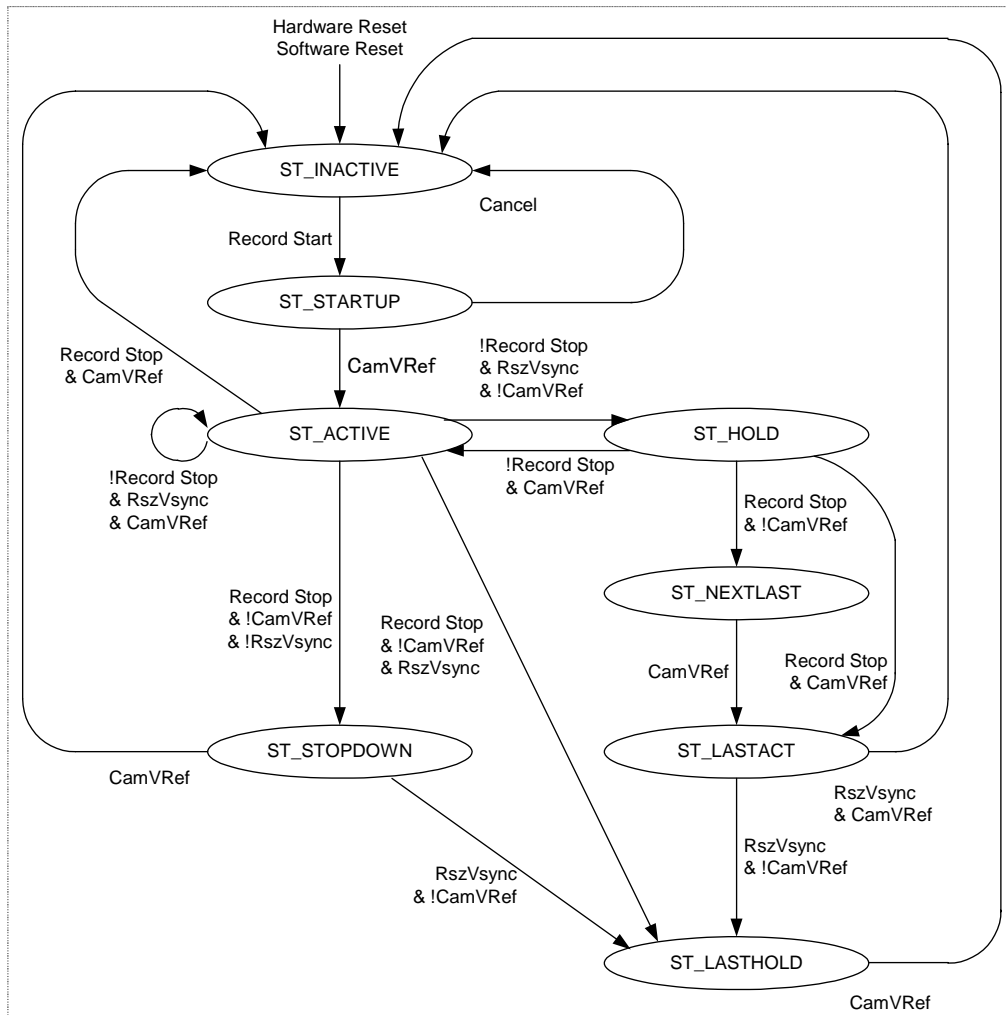 Hardware Reset
Software Reset
ST_INACTIVE
Cancel
Record Start
ST_STARTUP
Record Stop
& CamVRef
CamVRef
!Record Stop
& RszVsync
& !CamVRef
ST_ACTIVE
ST_HOLD
!Record Stop
& CamVRef
!Record Stop
& RszVsync
& CamVRef
Record Stop
& !CamVRef
ST_NEXTLAST
Record Stop
& !CamVRef
& !RszVsync
Record Stop
& !CamVRef
& RszVsync
CamVRef
Record Stop
& CamVRef
ST_STOPDOWN
ST_LASTACT
CamVRef
RszVsync
& CamVRef
RszVsync
& !CamVRef
RszVsync
& !CamVRef
ST_LASTHOLD
CamVRef